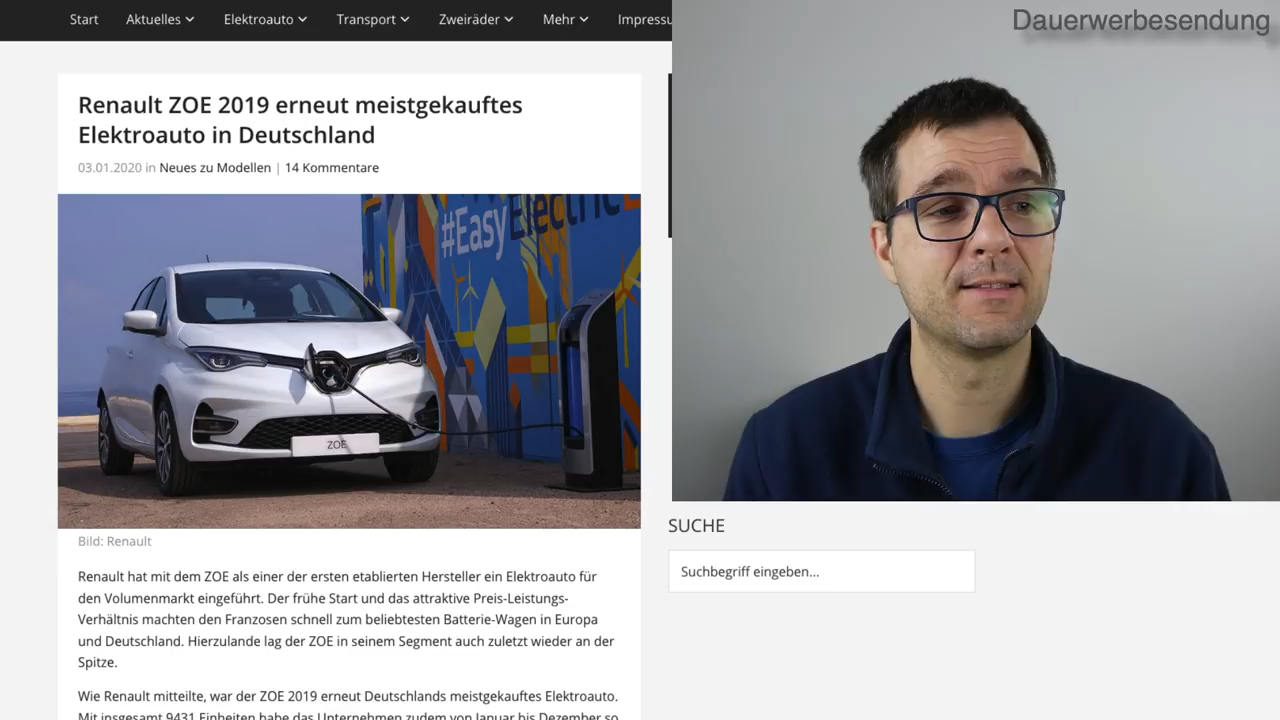 Start Aktuelles Elektroauto Transport Zweiräder Mehr Impressu
Dauerwerbesendung
Renault ZOE 2019 erneut meistgekauftes
Elektroauto in Deutschland
03.01.2020 in Neues zu Modellen | 14 Kommentare
#EasyElectric
ZOE
Bild: Renault
Renault hat mit dem ZOE als einer der ersten etablierten Hersteller ein Elektroauto für
den Volumenmarkt eingeführt. Der frühe Start und das attraktive Preis-Leistungs-
Verhältnis machten den Franzosen schnell zum beliebtesten Batterie-Wagen in Europa
und Deutschland. Hierzulande lag der ZOE in seinem Segment auch zuletzt wieder an der
Spitze.
Wie Renault mitteilte, war der ZOE 2019 erneut Deutschlands meistgekauftes Elektroauto.
Mit insgesamt 9431 Einheiten habe das Unternehmen zudem von Januar bis Dezember so
SUCHE
Suchbegriff eingeben...